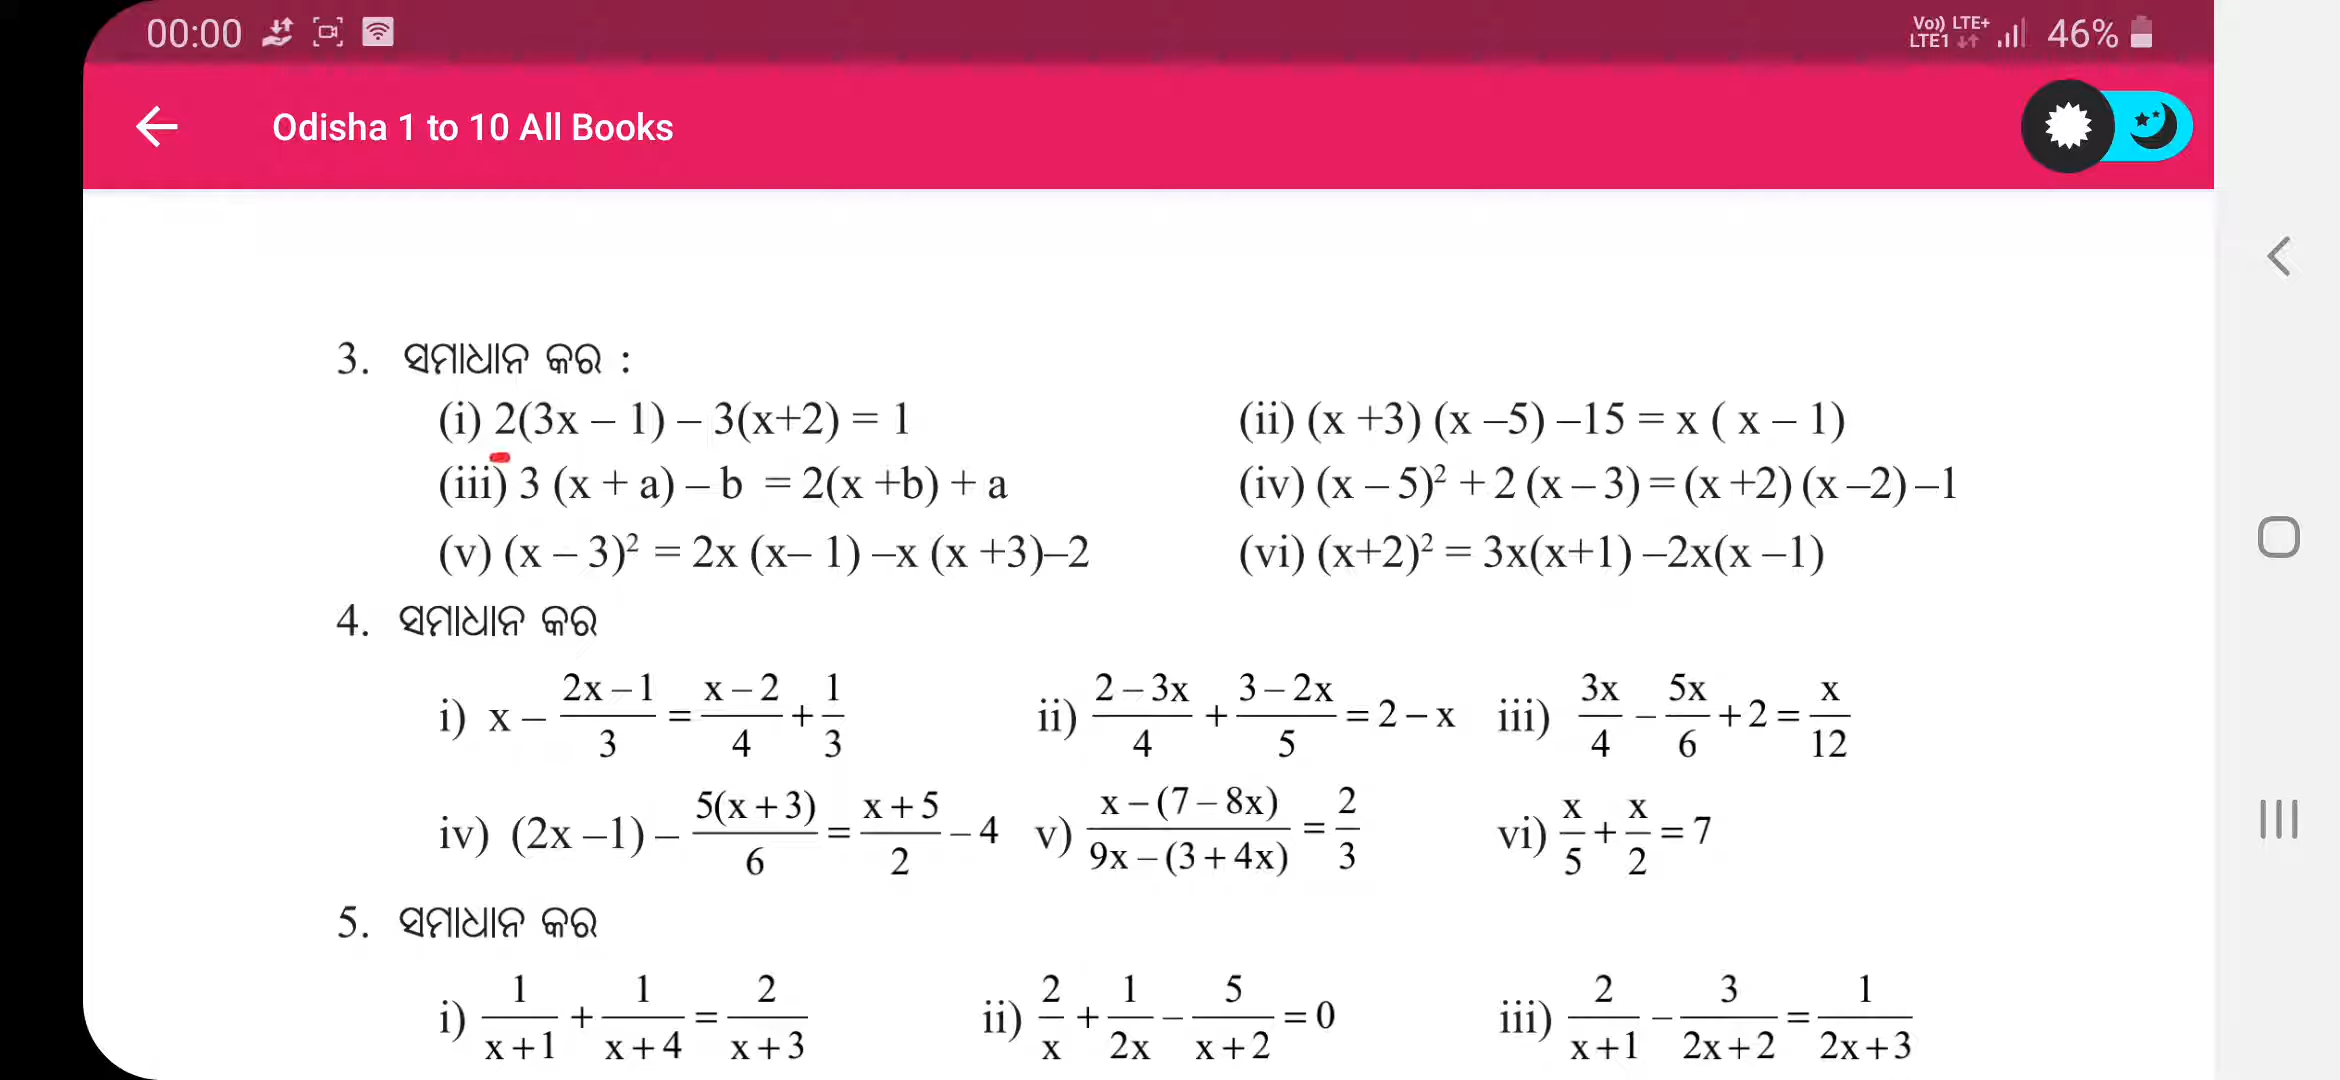 00:00 Vo)) LTE+ LTE1 46%
Odisha 1 to 10 All Books
3. ସମାଧାନ କର :
(i) 2(3x – 1) – 3(x+2) = 1 (ii) (x +3) (x –5) –15 = x ( x – 1)
(iii) 3 (x + a) – b = 2(x +b) + a (iv) (x – 5)² + 2 (x – 3) = (x +2) (x –2) –1
(v) (x – 3)² = 2x (x– 1) –x (x +3)–2 (vi) (x+2)² = 3x(x+1) –2x(x –1)
4. ସମାଧାନ କର
i) x – (2x – 1)/3 = (x – 2)/4 + 1/3 ii) (2 – 3x)/4 + (3 – 2x)/5 = 2 – x iii) 3x/4 – 5x/6 + 2 = x/12
iv) (2x –1) – 5(x + 3)/6 = (x + 5)/2 – 4 v) (x – (7 – 8x))/(9x – (3 + 4x)) = 2/3 vi) x/5 + x/2 = 7
5. ସମାଧାନ କର
i) 1/(x + 1) + 1/(x + 4) = 2/(x + 3) ii) 2/x + 1/2x – 5/(x + 2) = 0 iii) 2/(x + 1) – 3/(2x + 2) = 1/(2x + 3)